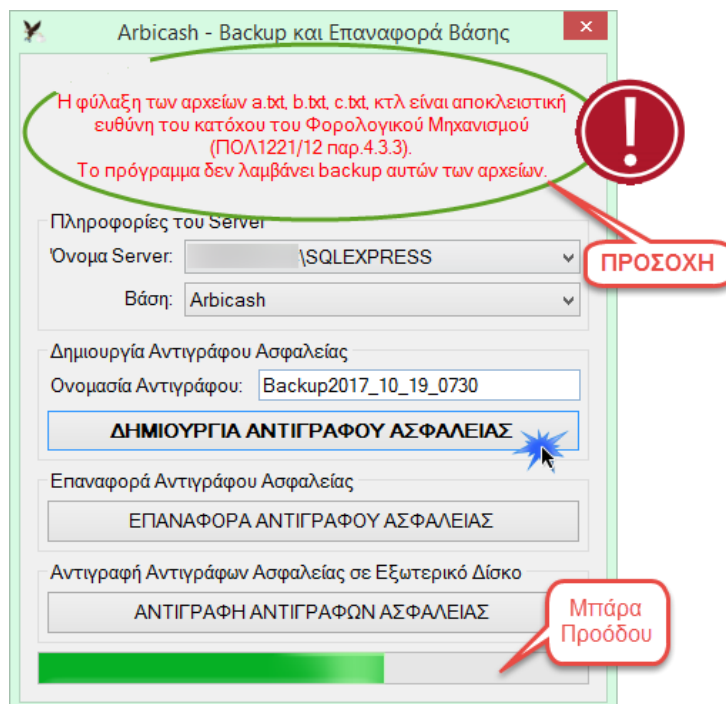 Arbicash - Backup και Επαναφορά Βάσης
Η φύλαξη των αρχείων a.txt, b.txt, c.txt, κτλ είναι αποκλειστική
ευθύνη του κατόχου του Φορολογικού Μηχανισμού
(ΠΟΛ1221/12 παρ.4.3.3).
Το πρόγραμμα δεν λαμβάνει backup αυτών των αρχείων.
ΠΡΟΣΟΧΗ
Πληροφορίες του Server
Όνομα Server: \SQLEXPRESS
Βάση: Arbicash
Δημιουργία Αντιγράφου Ασφαλείας
Ονομασία Αντιγράφου: Backup2017_10_19_0730
ΔΗΜΙΟΥΡΓΙΑ ΑΝΤΙΓΡΑΦΟΥ ΑΣΦΑΛΕΙΑΣ
Επαναφορά Αντιγράφου Ασφαλείας
ΕΠΑΝΑΦΟΡΑ ΑΝΤΙΓΡΑΦΟΥ ΑΣΦΑΛΕΙΑΣ
Αντιγραφή Αντιγράφων Ασφαλείας σε Εξωτερικό Δίσκο
ΑΝΤΙΓΡΑΦΗ ΑΝΤΙΓΡΑΦΩΝ ΑΣΦΑΛΕΙΑΣ
Μπάρα
Προόδου